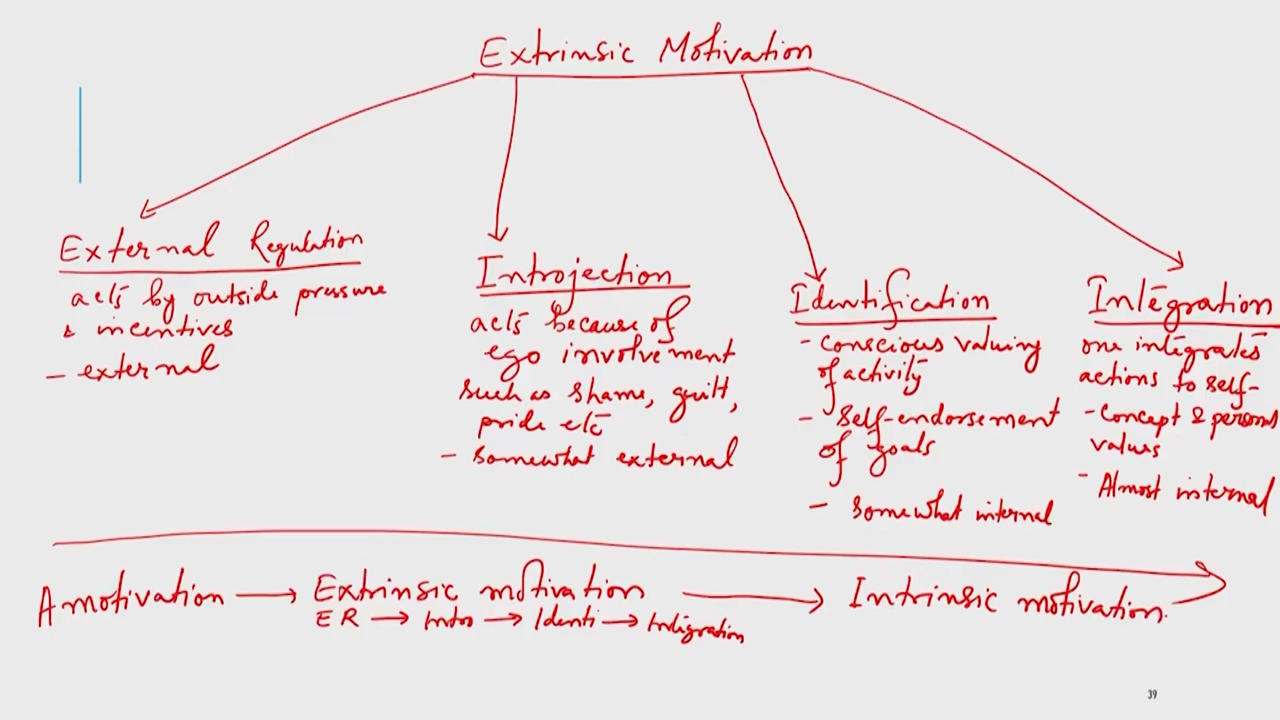 Extrinsic Motivation
External Regulation
acts by outside pressure
& incentives
- external
Introjection
acts because of
ego involvement
such as shame, guilt,
pride etc
- Somewhat external
Identification
- Conscious valuing
of activity
- Self-endorsement
of goals
- Somewhat internal
Integration
one integrates
actions to self-
- Concept & personal
values
- Almost internal
Amotivation → Extrinsic motivation → Intrinsic motivation.
ER → Intro → Identi → Integration
39